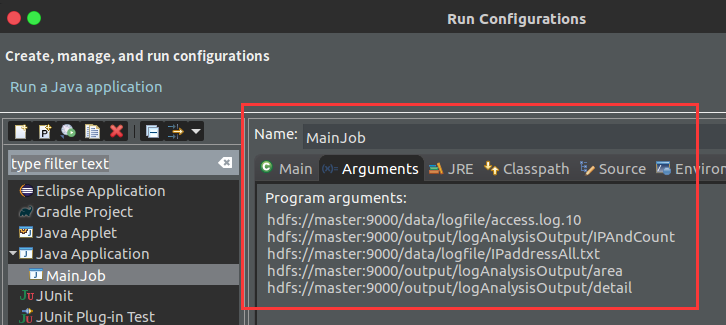 Run Configurations
Create, manage, and run configurations
Run a Java application
type filter text
Eclipse Application
Gradle Project
Java Applet
Java Application
MainJob
JUnit
JUnit Plug-in Test
Name: MainJob
Main Arguments JRE Classpath Source Environ
Program arguments:
hdfs://master:9000/data/logfile/access.log.10
hdfs://master:9000/output/logAnalysisOutput/IPAndCount
hdfs://master:9000/data/logfile/IPaddressAll.txt
hdfs://master:9000/output/logAnalysisOutput/area
hdfs://master:9000/output/logAnalysisOutput/detail